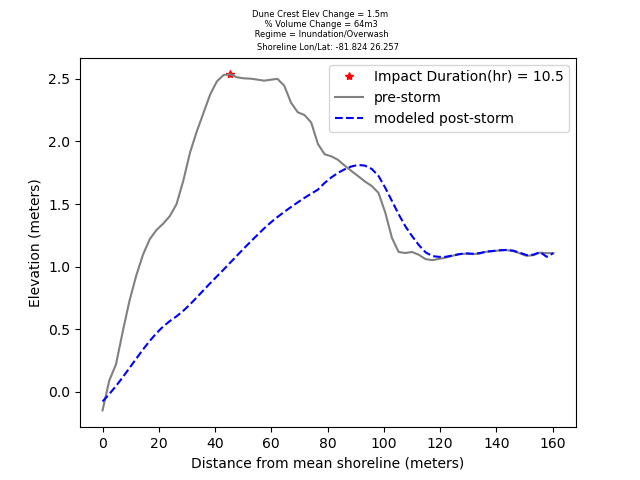 Dune Crest Elev Change = 1.5m
% Volume Change = 64m3
Regime = Inundation/Overwash
Shoreline Lon/Lat: -81.824 26.257
Impact Duration(hr) = 10.5
pre-storm
modeled post-storm
Elevation (meters)
2.5
2.0
1.5
1.0
0.5
0.0
0 20 40 60 80 100 120 140 160
Distance from mean shoreline (meters)